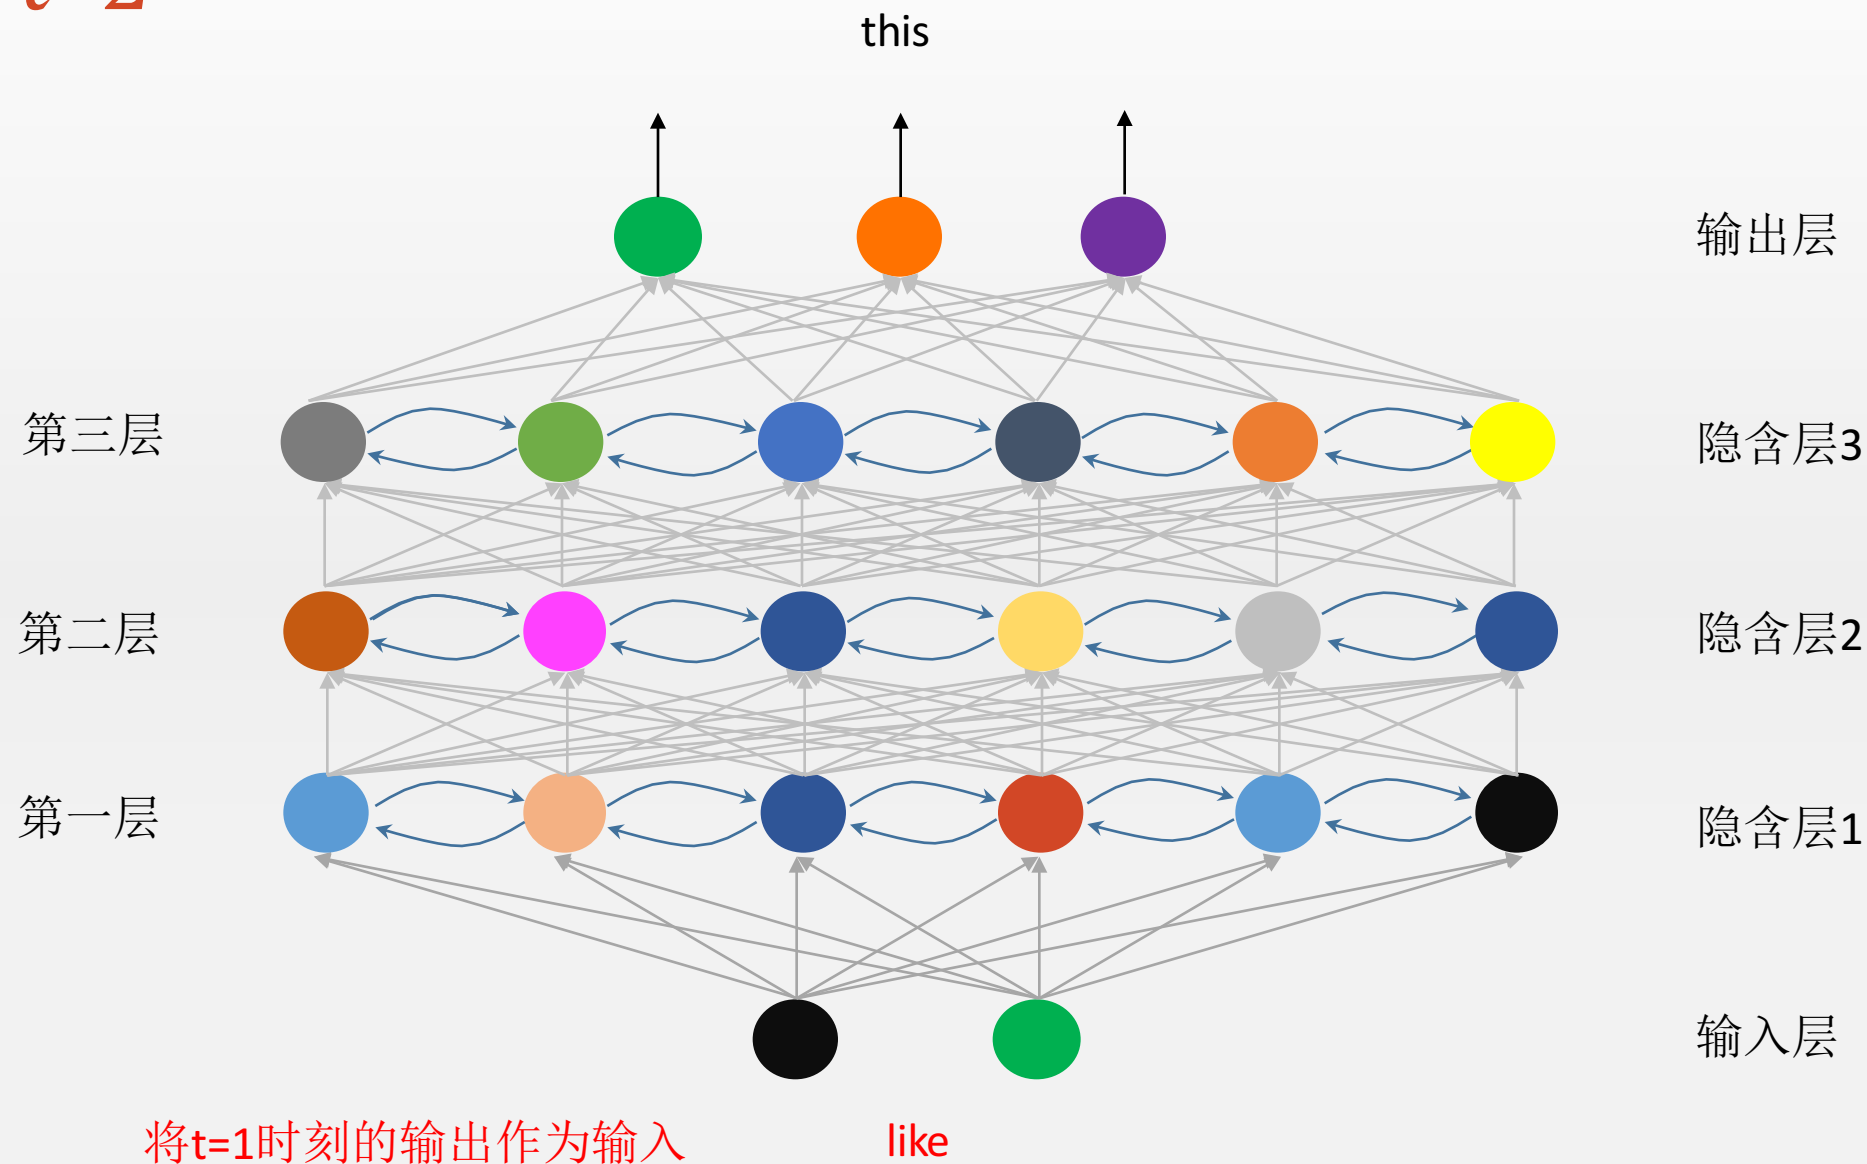 this
输出层
第三层
隐含层3
第二层
隐含层2
第一层
隐含层1
输入层
将t=1时刻的输出作为输入
like